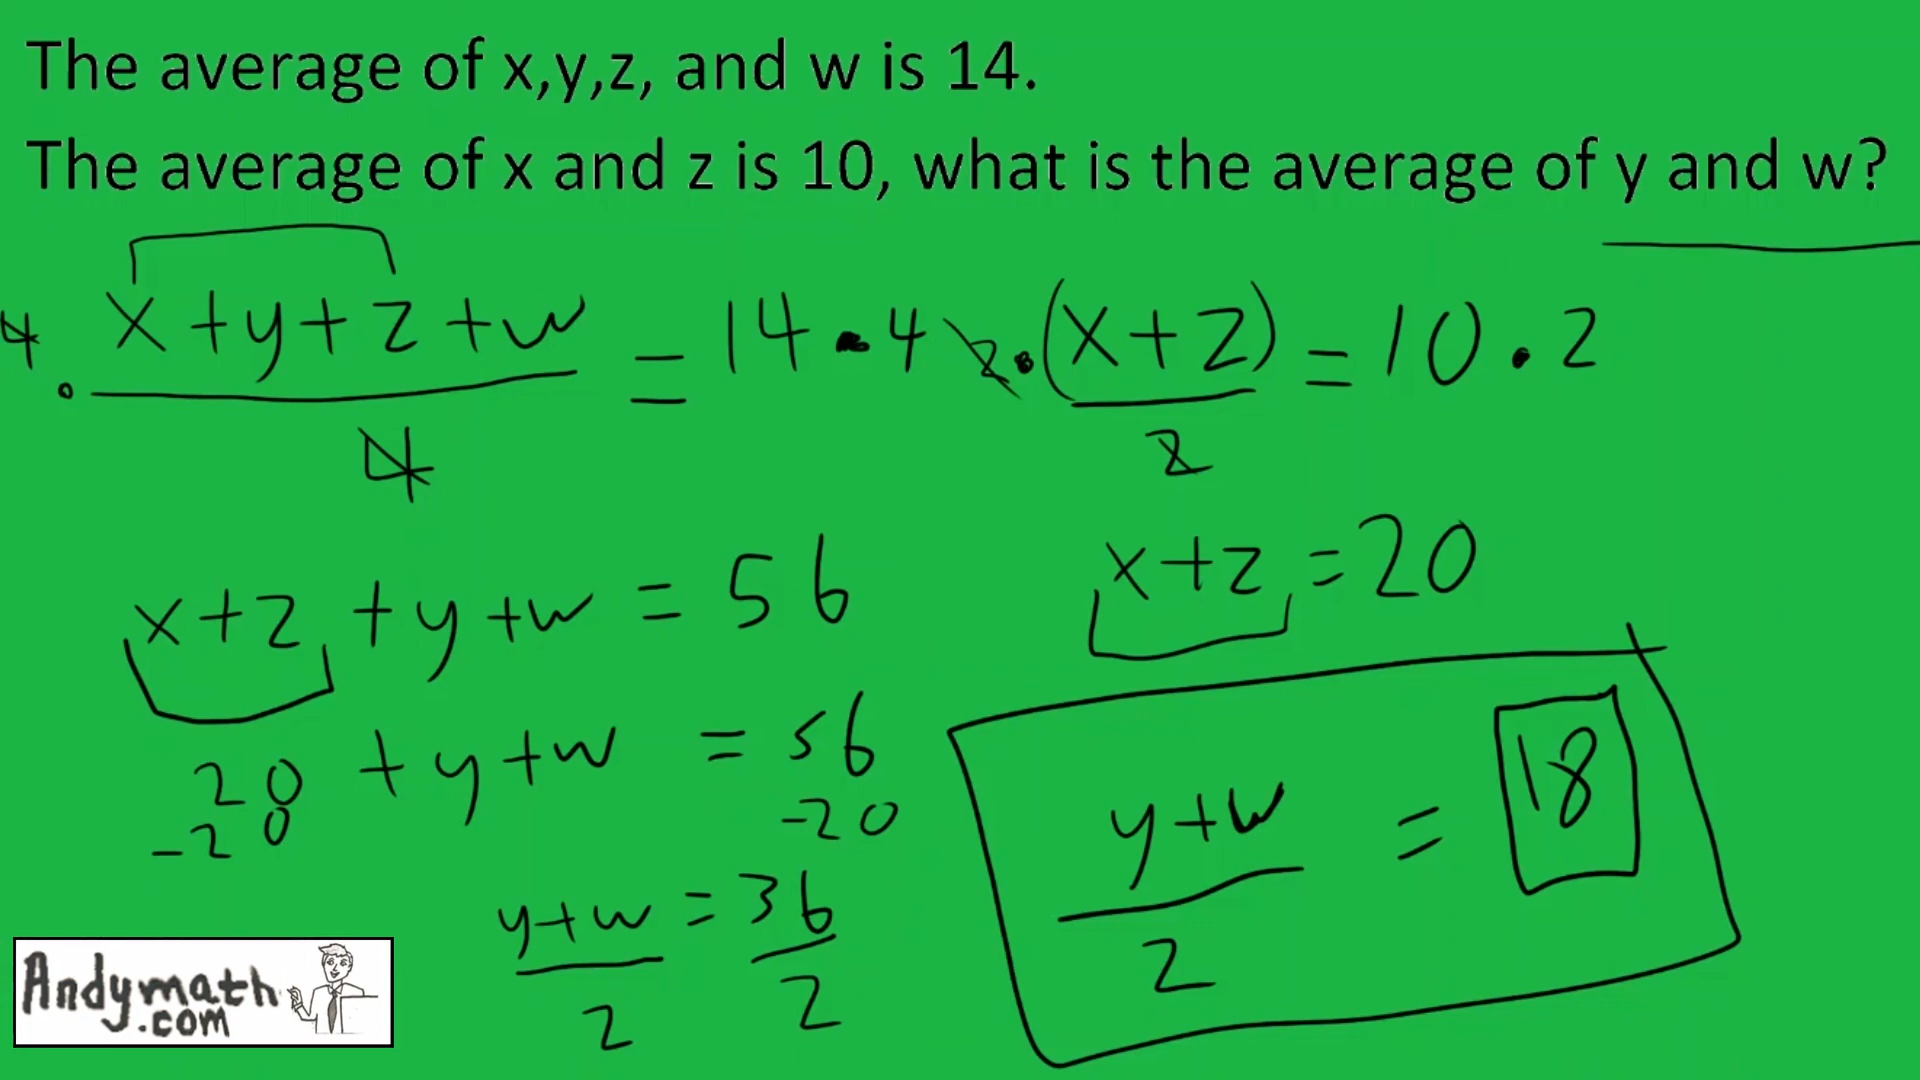 The average of x,y,z, and w is 14.
The average of x and z is 10, what is the average of y and w?
4 · x+y+z+w / 4 = 14 · 4
2 · (x+z) / 2 = 10 · 2
x+z+y+w = 56
x+z = 20
20 +y+w = 56
-20 -20
y+w / 2 = 36 / 2
y+w / 2 = 18
Andymath
.com